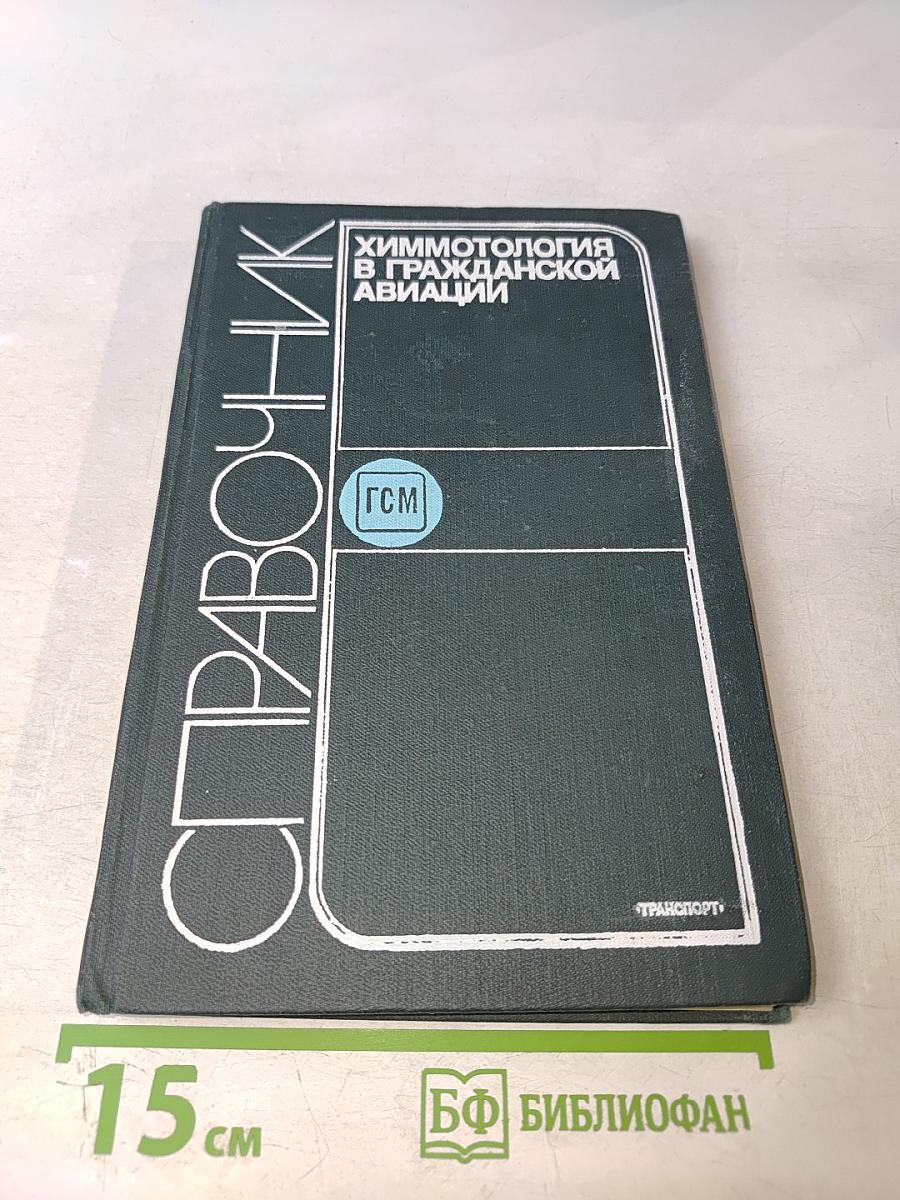 СПРАВОЧНИК
ХИММОТОЛОГИЯ
В ГРАЖДАНСКОЙ
АВИАЦИИ
ГСМ
«ТРАНСПОРТ»
15 см
БФ БИБЛИОФАН